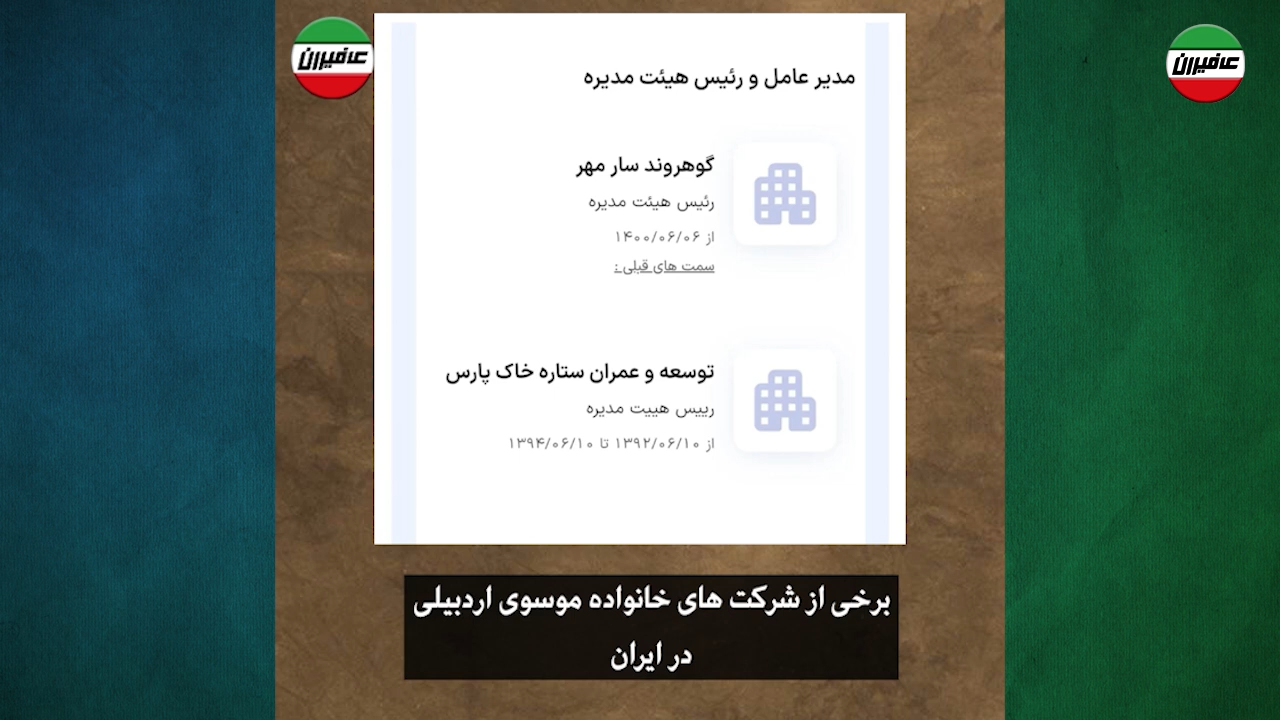 عافیران
عافیران
مدیر عامل و رئیس هیئت مدیره
گوهروند سار مهر
رئیس هیئت مدیره
از ۱۴۰۰/۰۶/۰۶
سمت های قبلی :
توسعه و عمران ستاره خاک پارس
رییس هییت مدیره
از ۱۳۹۲/۰۶/۱۰ تا ۱۳۹۴/۰۶/۱۰
برخی از شرکت های خانواده موسوی اردبیلی
در ایران